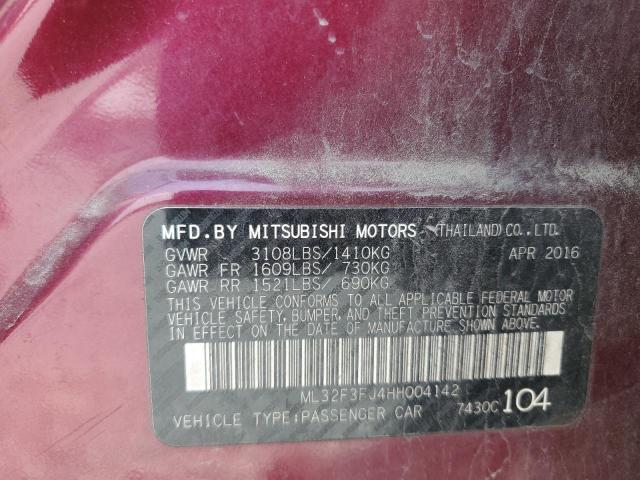 MFD.BY MITSUBISHI MOTORS (THAILAND)CO.,LTD.
GVWR 3108LBS/1410KG APR 2016
GAWR FR 1609LBS/ 730KG
GAWR RR 1521LBS/ 690KG
THIS VEHICLE CONFORMS TO ALL APPLICABLE FEDERAL MOTOR
VEHICLE SAFETY, BUMPER, AND THEFT PREVENTION STANDARDS
IN EFFECT ON THE DATE OF MANUFACTURE SHOWN ABOVE.
ML32F3FJ4HH004142
VEHICLE TYPE:PASSENGER CAR 7430C 104